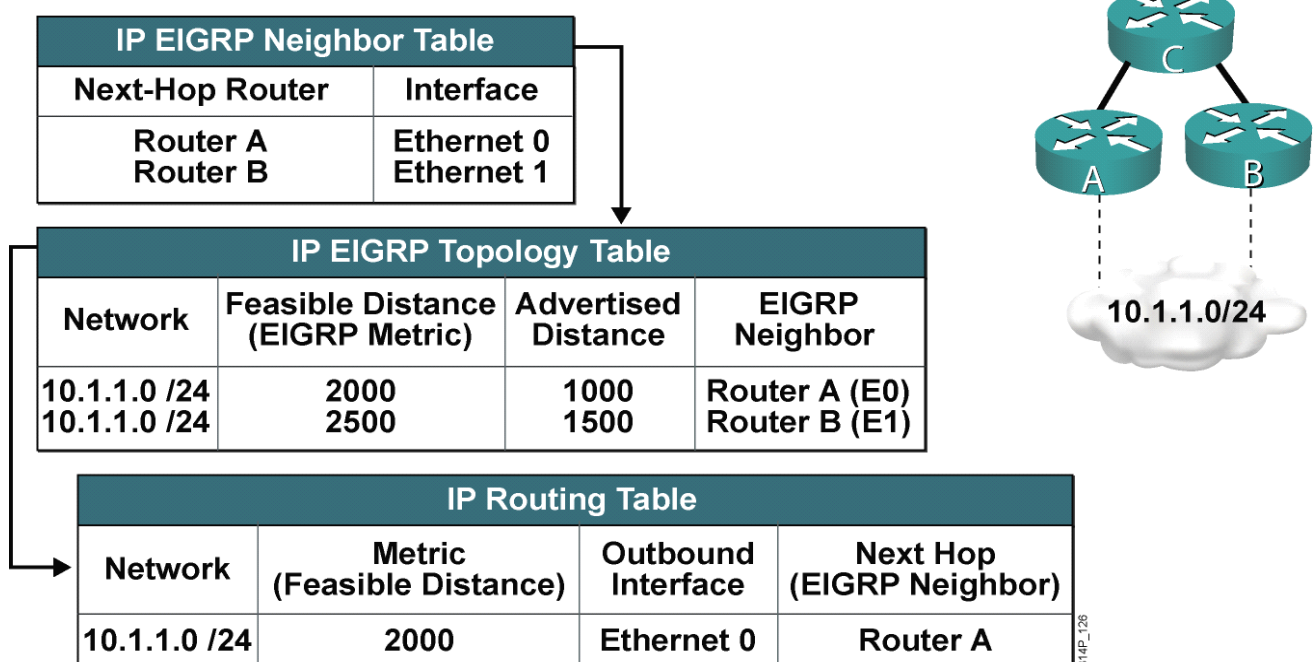 IP EIGRP Neighbor Table
Next-Hop Router Interface
Router A Ethernet 0
Router B Ethernet 1
C
A B
10.1.1.0/24
IP EIGRP Topology Table
Network Feasible Distance (EIGRP Metric) Advertised Distance EIGRP Neighbor
10.1.1.0 /24 2000 1000 Router A (E0)
10.1.1.0 /24 2500 1500 Router B (E1)
IP Routing Table
Network Metric (Feasible Distance) Outbound Interface Next Hop (EIGRP Neighbor)
10.1.1.0 /24 2000 Ethernet 0 Router A